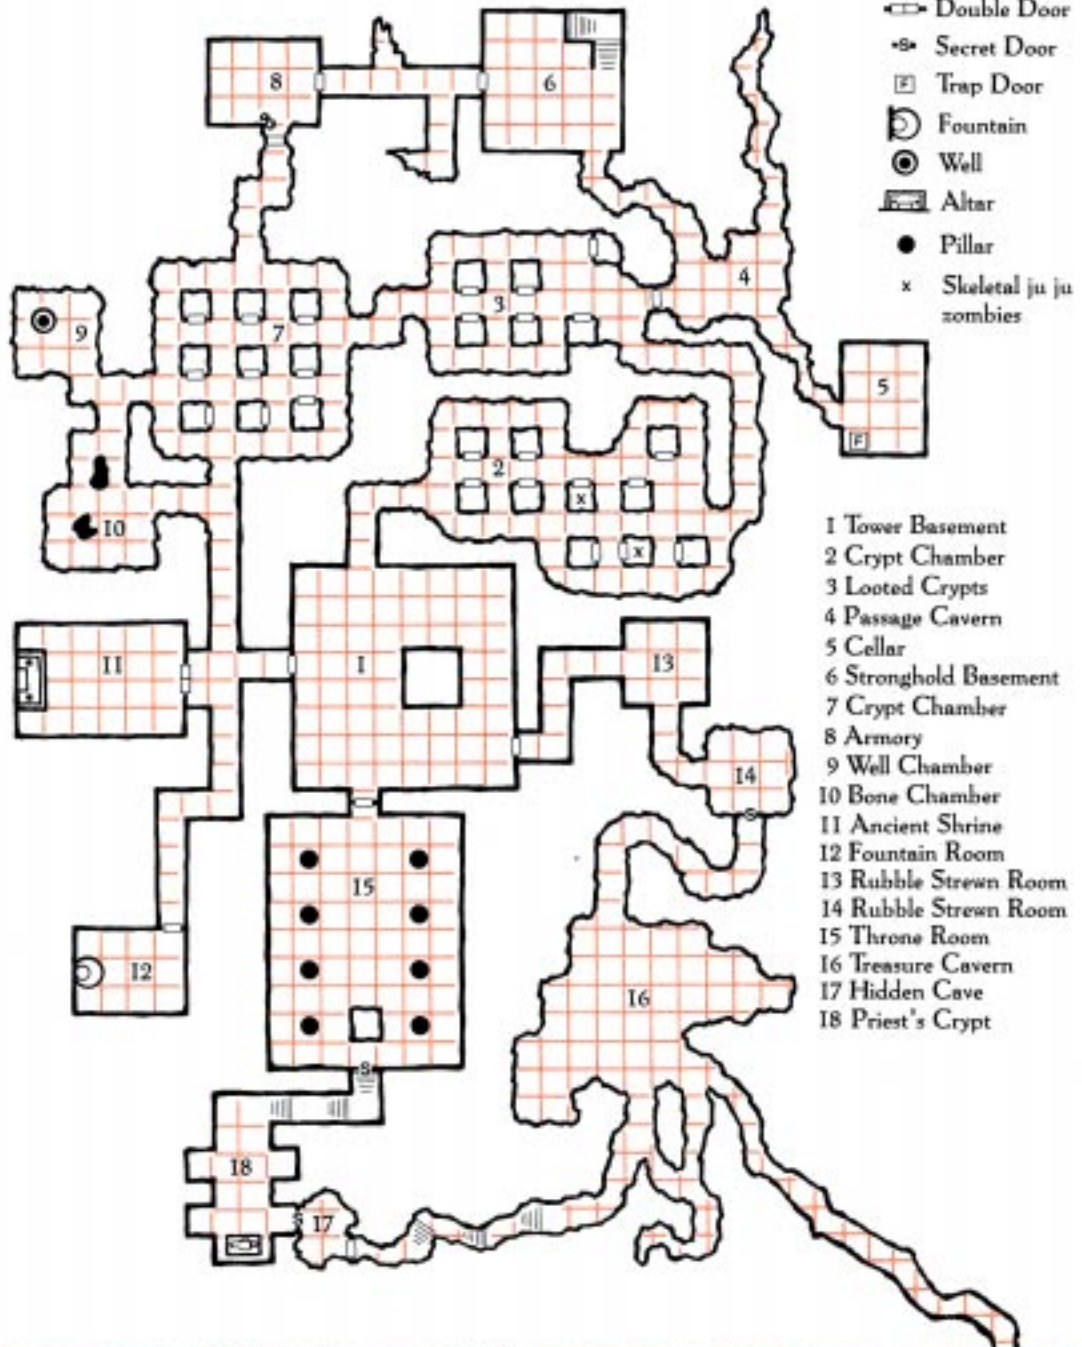 Double Door
S Secret Door
F Trap Door
Fountain
Well
Altar
Pillar
x Skeletal ju ju
zombies
8
6
4
3
9
7
5
F
2
x
10
x
1 Tower Basement
2 Crypt Chamber
3 Looted Crypts
4 Passage Cavern
5 Cellar
6 Stronghold Basement
7 Crypt Chamber
8 Armory
9 Well Chamber
10 Bone Chamber
11 Ancient Shrine
12 Fountain Room
13 Rubble Strewn Room
14 Rubble Strewn Room
15 Throne Room
16 Treasure Cavern
17 Hidden Cave
18 Priest's Crypt
11
1
13
14
S
15
12
16
S
18
17
S